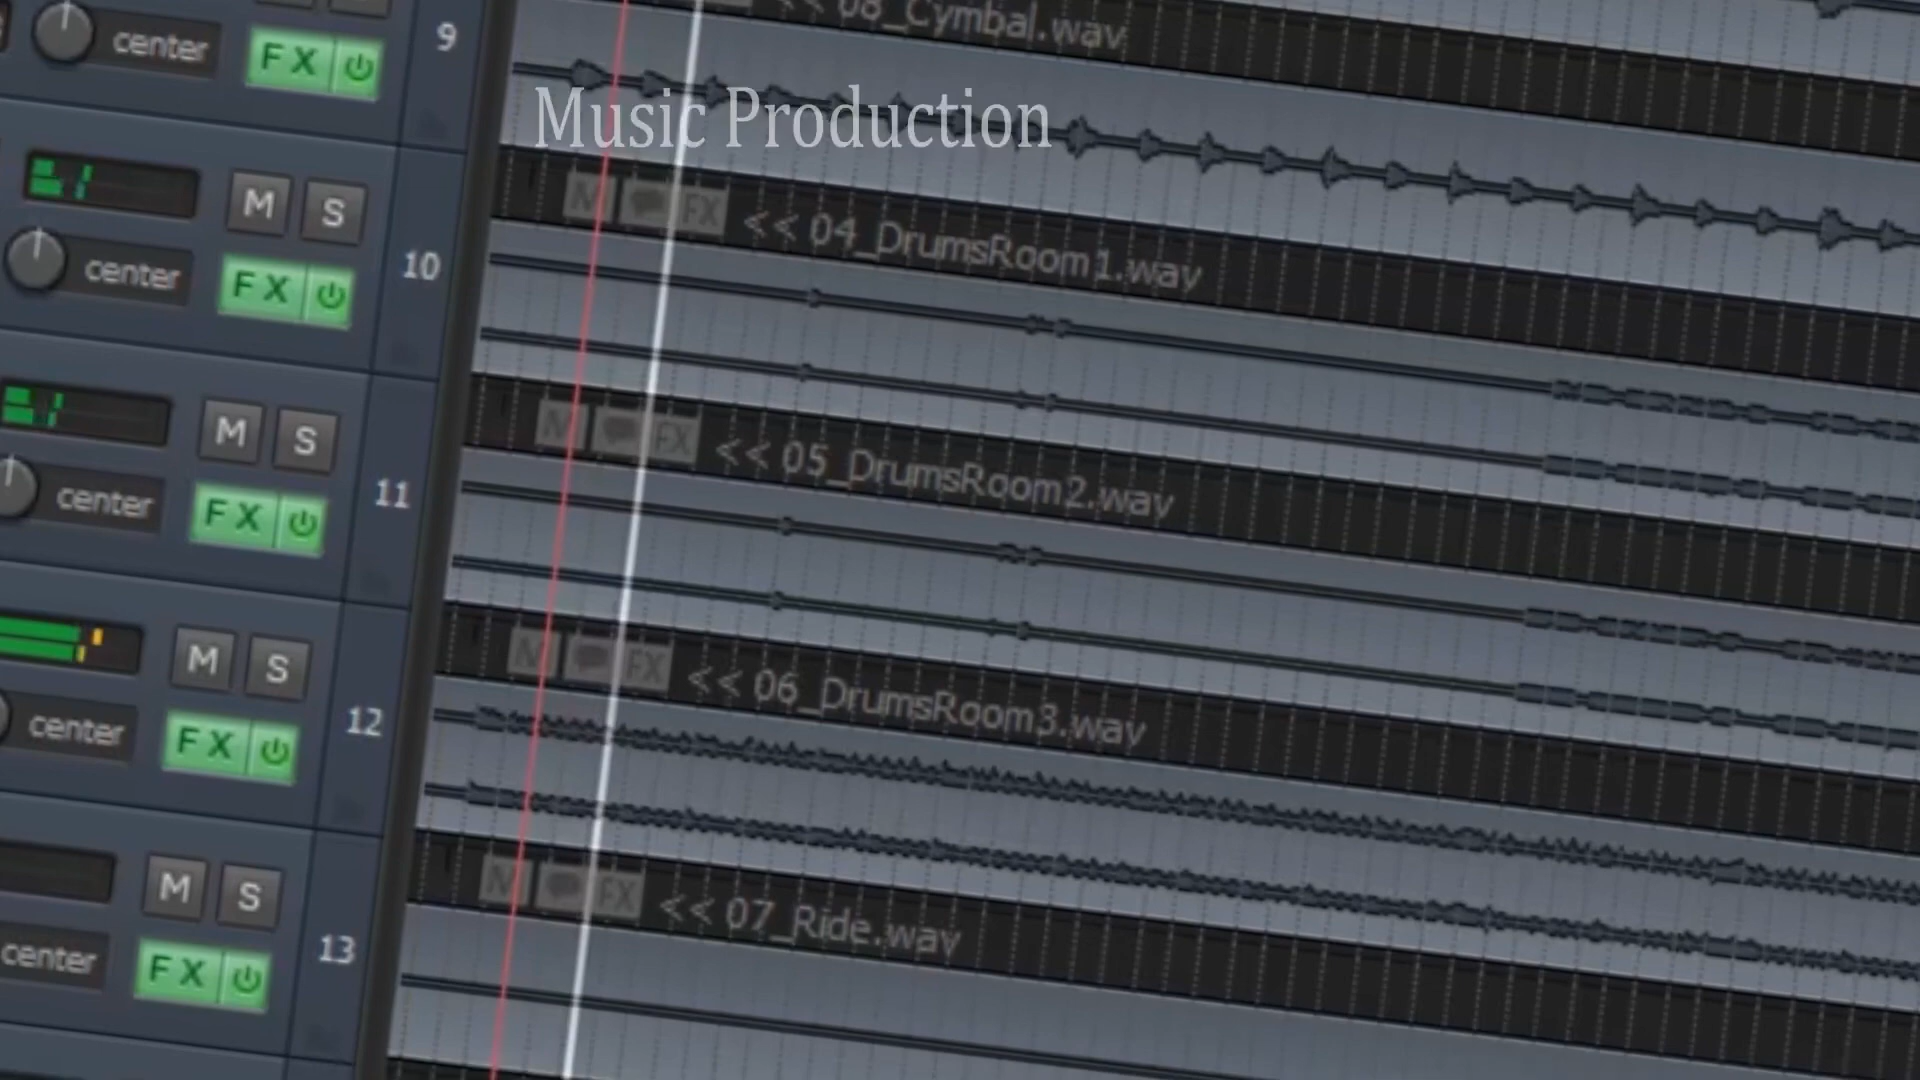 08_Cymbal.wav
center FX 9
Music Production
M S
FX << 04_DrumsRoom1.wav
center FX 10
M S
FX << 05_DrumsRoom2.wav
center FX 11
M S
FX << 06_DrumsRoom3.wav
center FX 12
M S
FX << 07_Ride.wav
center FX 13